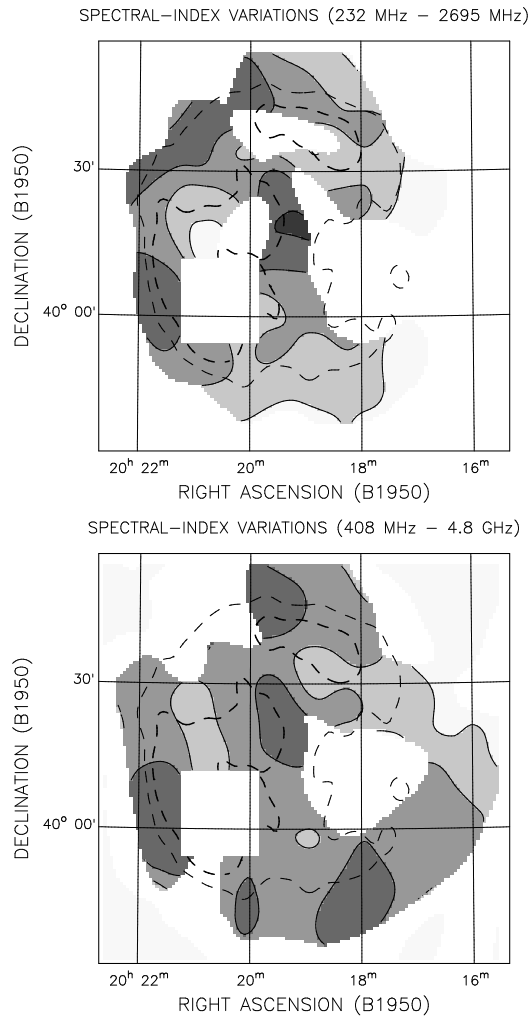 SPECTRAL-INDEX VARIATIONS (232 MHz - 2695 MHz)
DECLINATION (B1950)
30'
40° 00'
20ʰ 22ᵐ 20ᵐ 18ᵐ 16ᵐ
RIGHT ASCENSION (B1950)
SPECTRAL-INDEX VARIATIONS (408 MHz - 4.8 GHz)
DECLINATION (B1950)
30'
40° 00'
20ʰ 22ᵐ 20ᵐ 18ᵐ 16ᵐ
RIGHT ASCENSION (B1950)